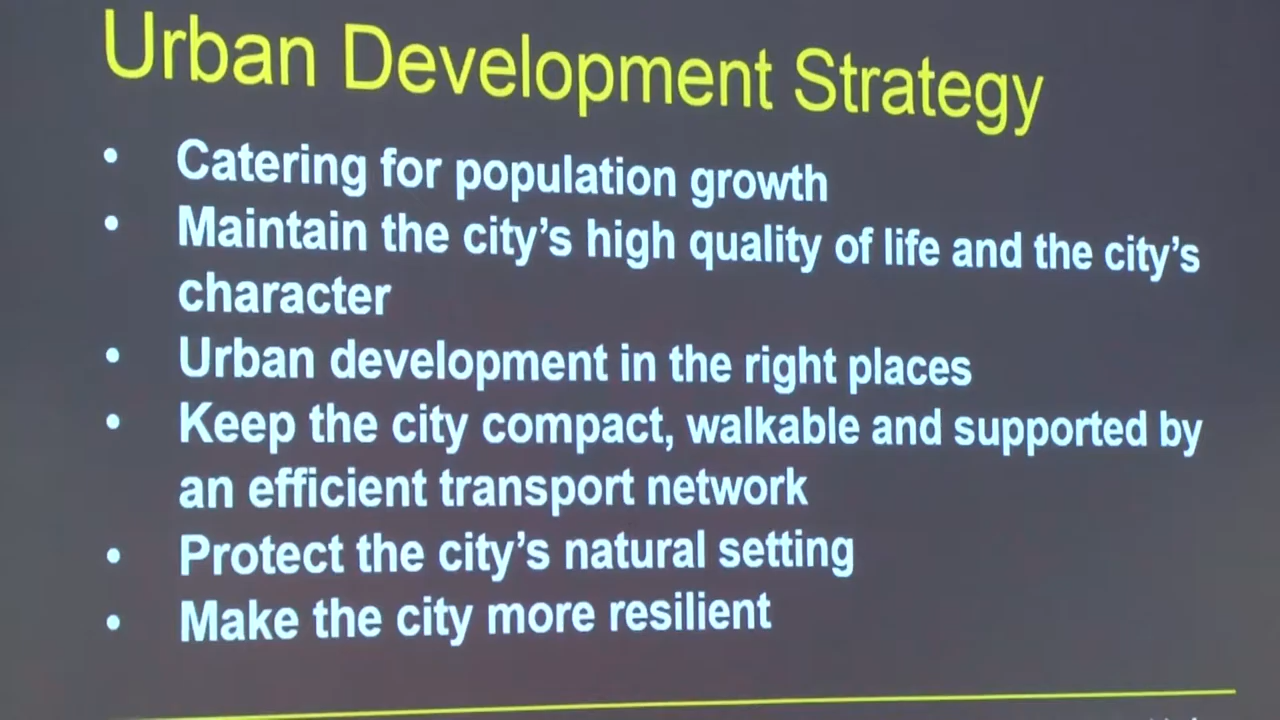 Urban Development Strategy
• Catering for population growth
• Maintain the city’s high quality of life and the city’s
character
• Urban development in the right places
• Keep the city compact, walkable and supported by
an efficient transport network
• Protect the city’s natural setting
• Make the city more resilient